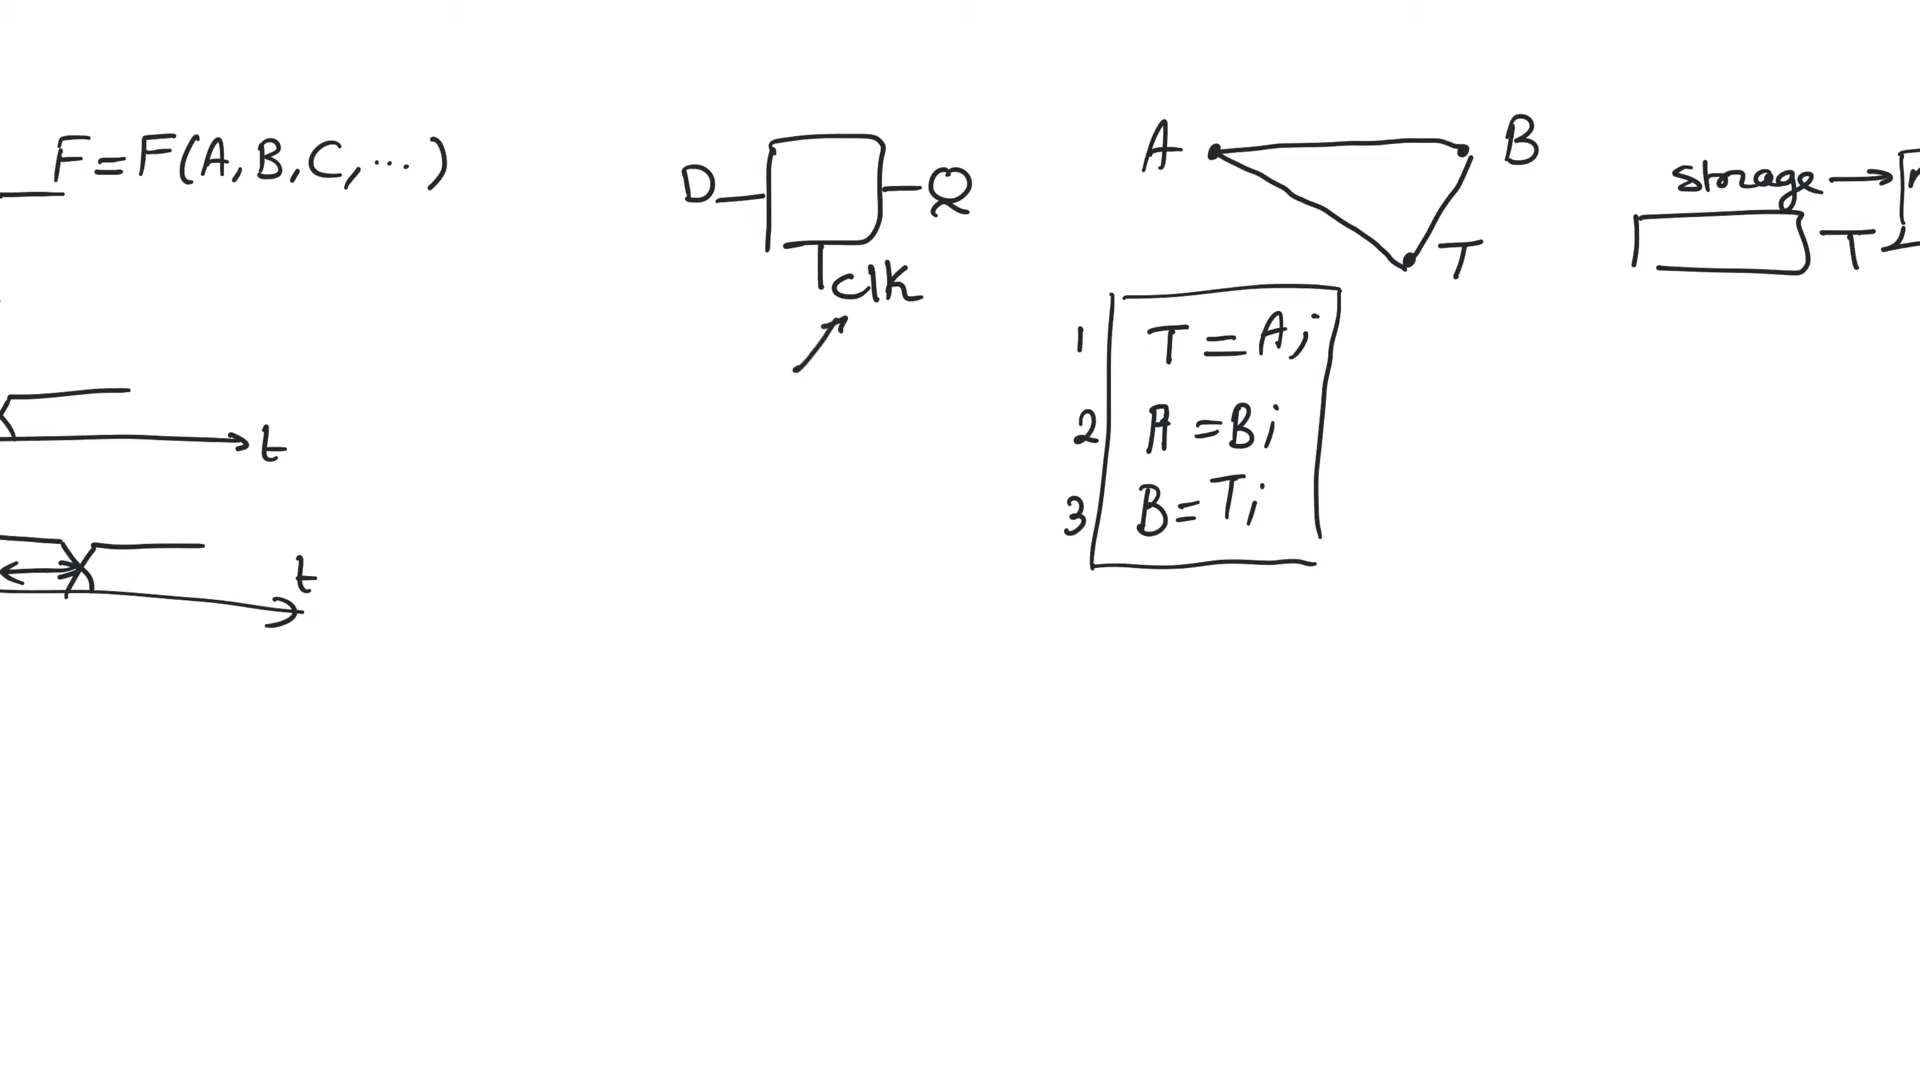 F=F(A,B,C,...)
D
Q
clk
A
B
T
1 T=A;
2 A=B;
3 B=T;
storage
T
t
t